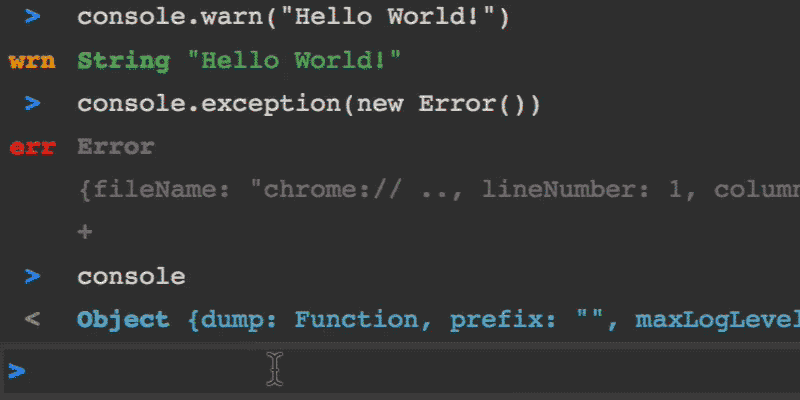 > console.warn("Hello World!")
wrn String "Hello World!"
> console.exception(new Error())
err Error
{fileName: "chrome:// .., lineNumber: 1, column
+
> console
< Object {dump: Function, prefix: "", maxLogLevel
>